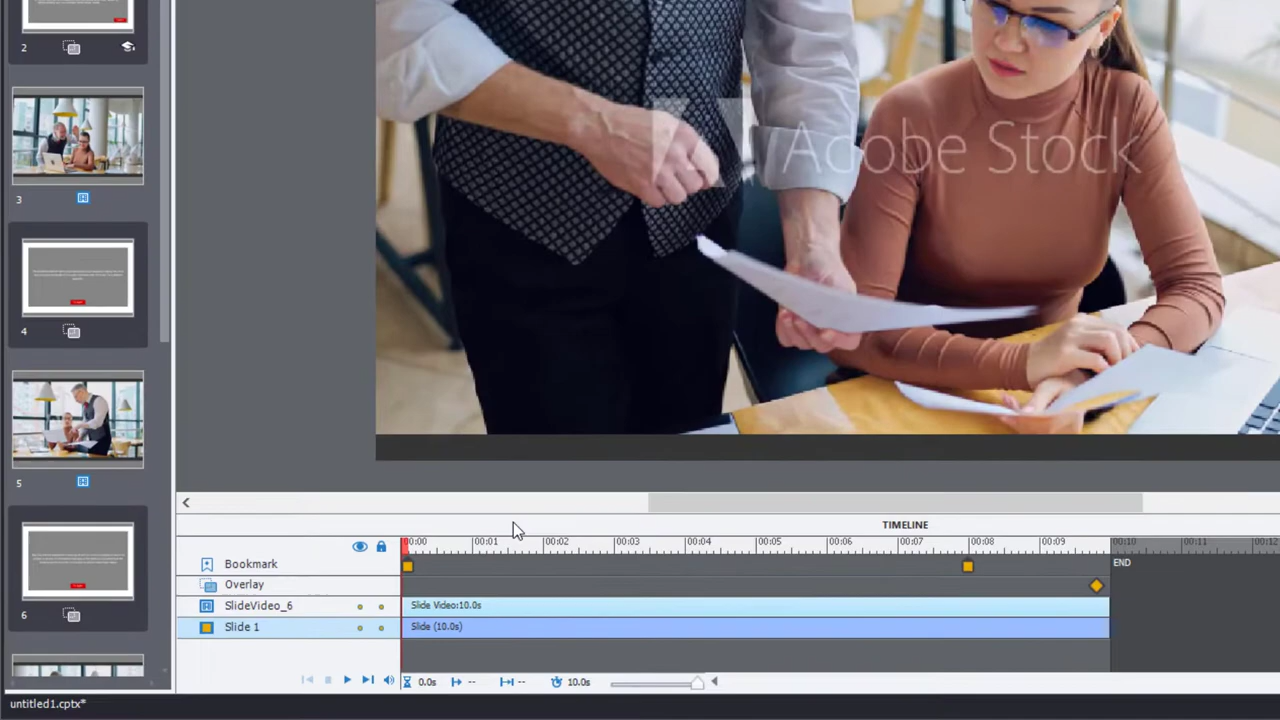 2
3
4
5
6
Adobe Stock
TIMELINE
00:00 00:01 00:02 00:03 00:04 00:05 00:06 00:07 00:08 00:09 00:10 00:11 00:12
Bookmark
END
Overlay
SlideVideo_6
Slide Video:10.0s
Slide 1
Slide (10.0s)
0.0s -- -- 10.0s
untitled1.cptx*